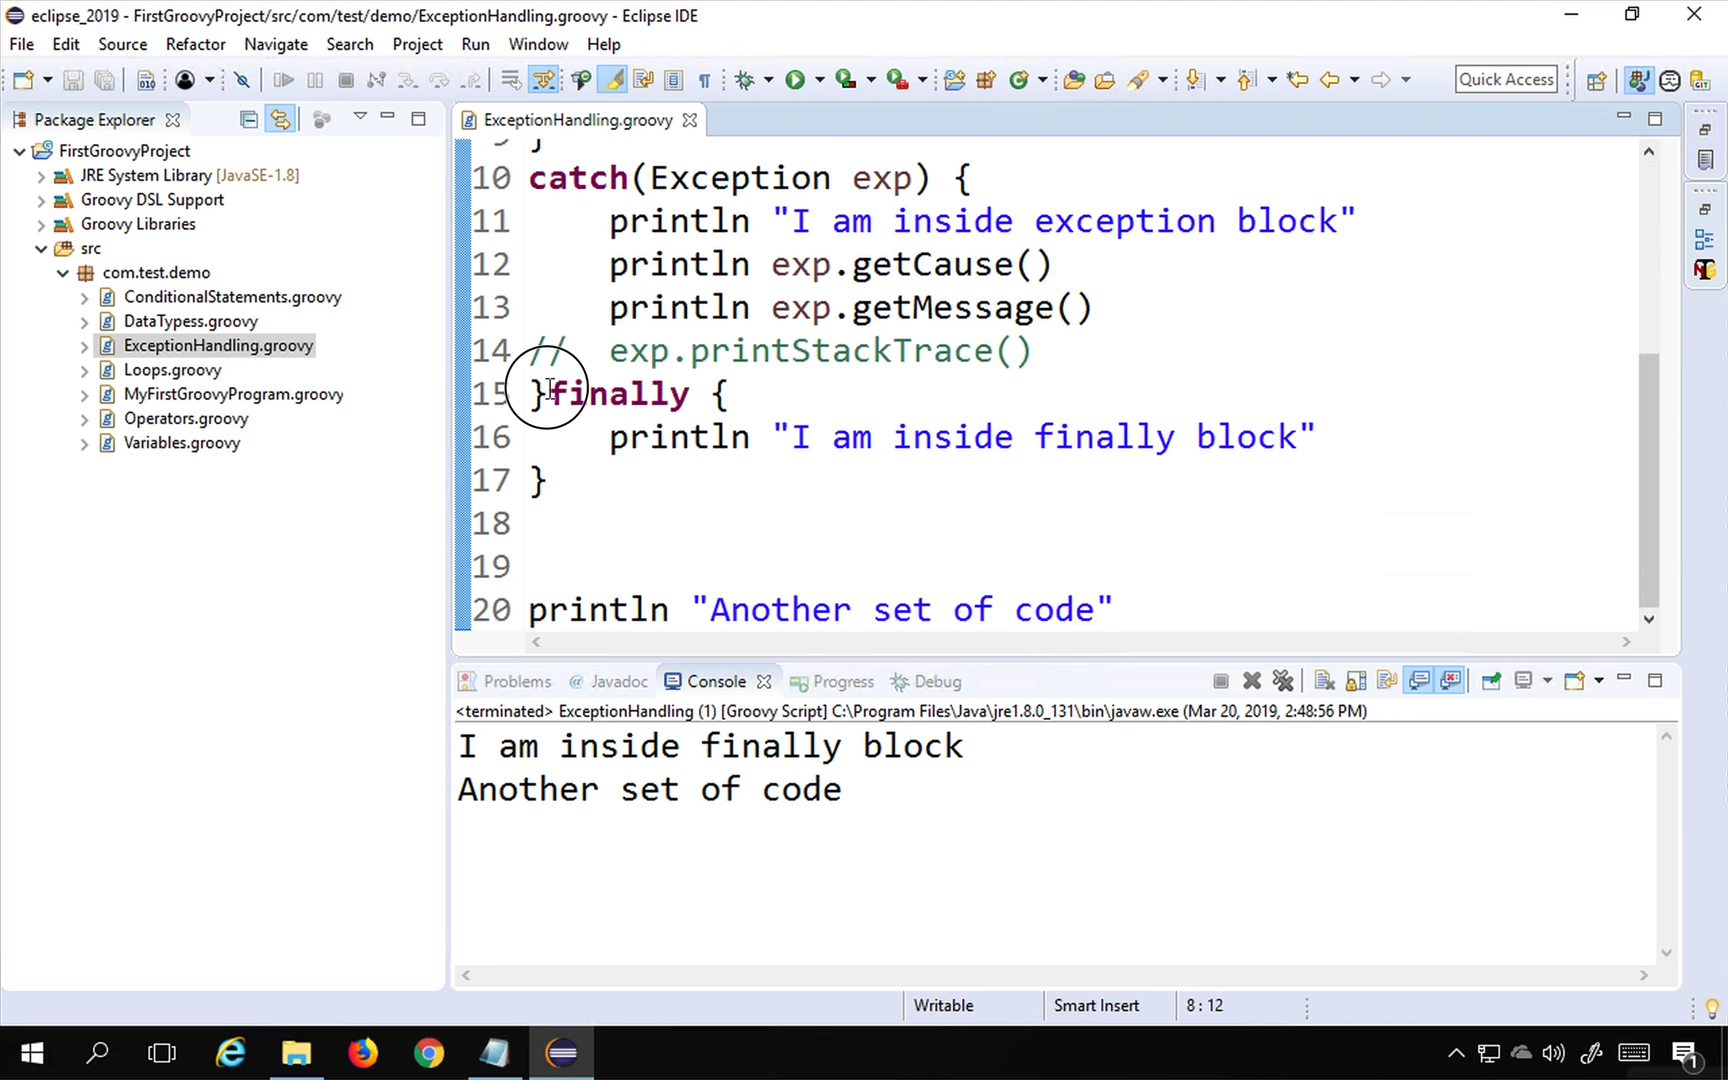 eclipse_2019 - FirstGroovyProject/src/com/test/demo/ExceptionHandling.groovy - Eclipse IDE
File Edit Source Refactor Navigate Search Project Run Window Help
Quick Access
Package Explorer
ExceptionHandling.groovy
FirstGroovyProject
JRE System Library [JavaSE-1.8]
Groovy DSL Support
Groovy Libraries
src
com.test.demo
ConditionalStatements.groovy
DataTypess.groovy
ExceptionHandling.groovy
Loops.groovy
MyFirstGroovyProgram.groovy
Operators.groovy
Variables.groovy
9 }
10 catch(Exception exp) {
11 println "I am inside exception block"
12 println exp.getCause()
13 println exp.getMessage()
14 // exp.printStackTrace()
15 }finally {
16 println "I am inside finally block"
17 }
18
19
20 println "Another set of code"
Problems @ Javadoc Console Progress Debug
<terminated> ExceptionHandling (1) [Groovy Script] C:\Program Files\Java\jre1.8.0_131\bin\javaw.exe (Mar 20, 2019, 2:48:56 PM)
I am inside finally block
Another set of code
Writable Smart Insert 8 : 12
1